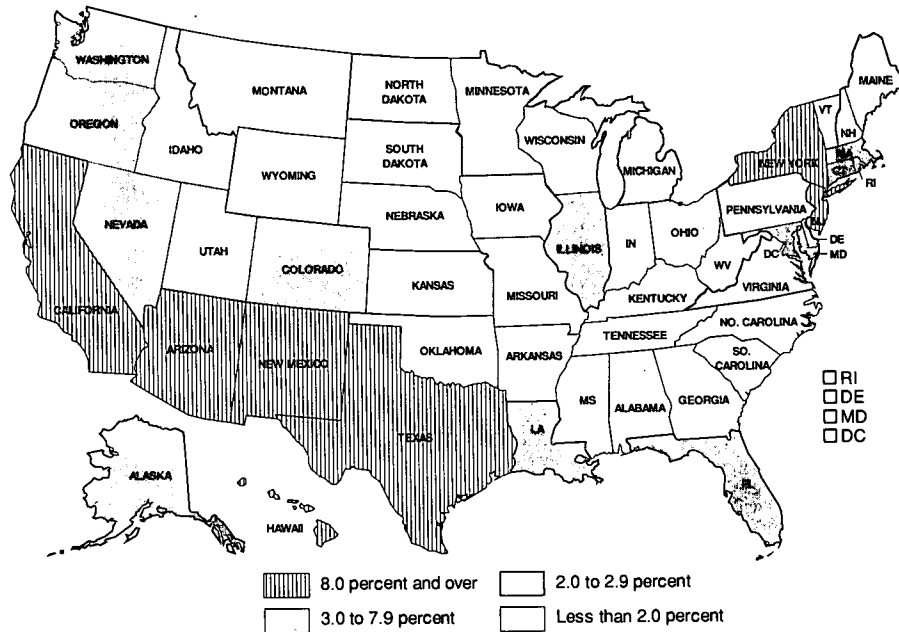 WASHINGTON
MONTANA
NORTH
DAKOTA
MINNESOTA
MAINE
VT
NH
OREGON
IDAHO
SOUTH
DAKOTA
WISCONSIN
MICHIGAN
NEW YORK
MA
CT
RI
WYOMING
NEVADA
NEBRASKA
IOWA
PENNSYLVANIA
NJ
UTAH
COLORADO
ILLINOIS
IN
OHIO
DC
DE
MD
WV
KANSAS
MISSOURI
KENTUCKY
VIRGINIA
CALIFORNIA
ARIZONA
NEW MEXICO
OKLAHOMA
ARKANSAS
TENNESSEE
NO. CAROLINA
SO.
CAROLINA
TEXAS
LA
MS
ALABAMA
GEORGIA
FL
ALASKA
HAWAII
RI
DE
MD
DC
8.0 percent and over
2.0 to 2.9 percent
3.0 to 7.9 percent
Less than 2.0 percent